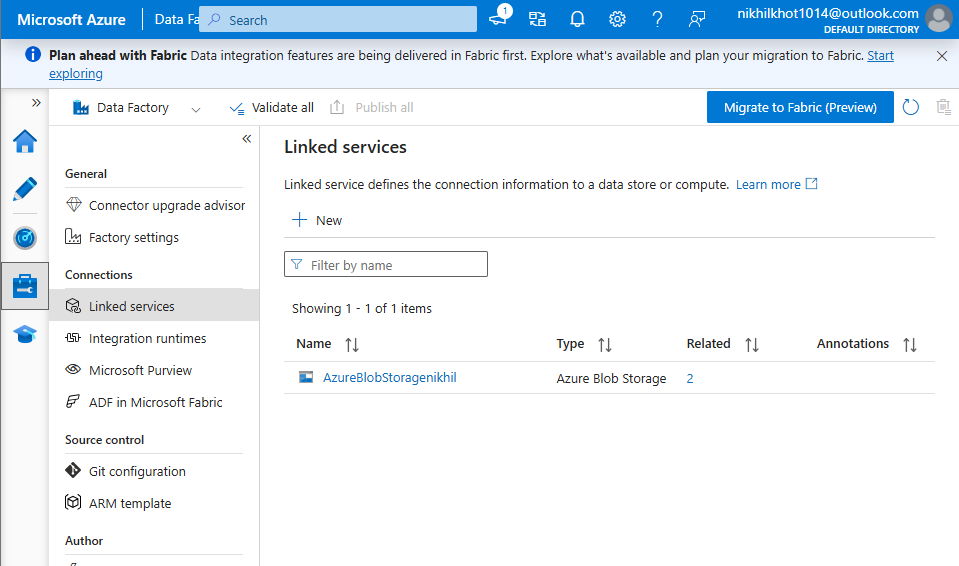 Microsoft Azure
Data Fa
Search
1
nikhilkhot1014@outlook.com
DEFAULT DIRECTORY
Plan ahead with Fabric Data integration features are being delivered in Fabric first. Explore what's available and plan your migration to Fabric. Start
exploring
Data Factory
Validate all
Publish all
Migrate to Fabric (Preview)
General
Connector upgrade advisor
Factory settings
Connections
Linked services
Integration runtimes
Microsoft Purview
ADF in Microsoft Fabric
Source control
Git configuration
ARM template
Author
Linked services
Linked service defines the connection information to a data store or compute. Learn more
New
Filter by name
Showing 1 - 1 of 1 items
Name Type Related Annotations
AzureBlobStoragenikhil Azure Blob Storage 2